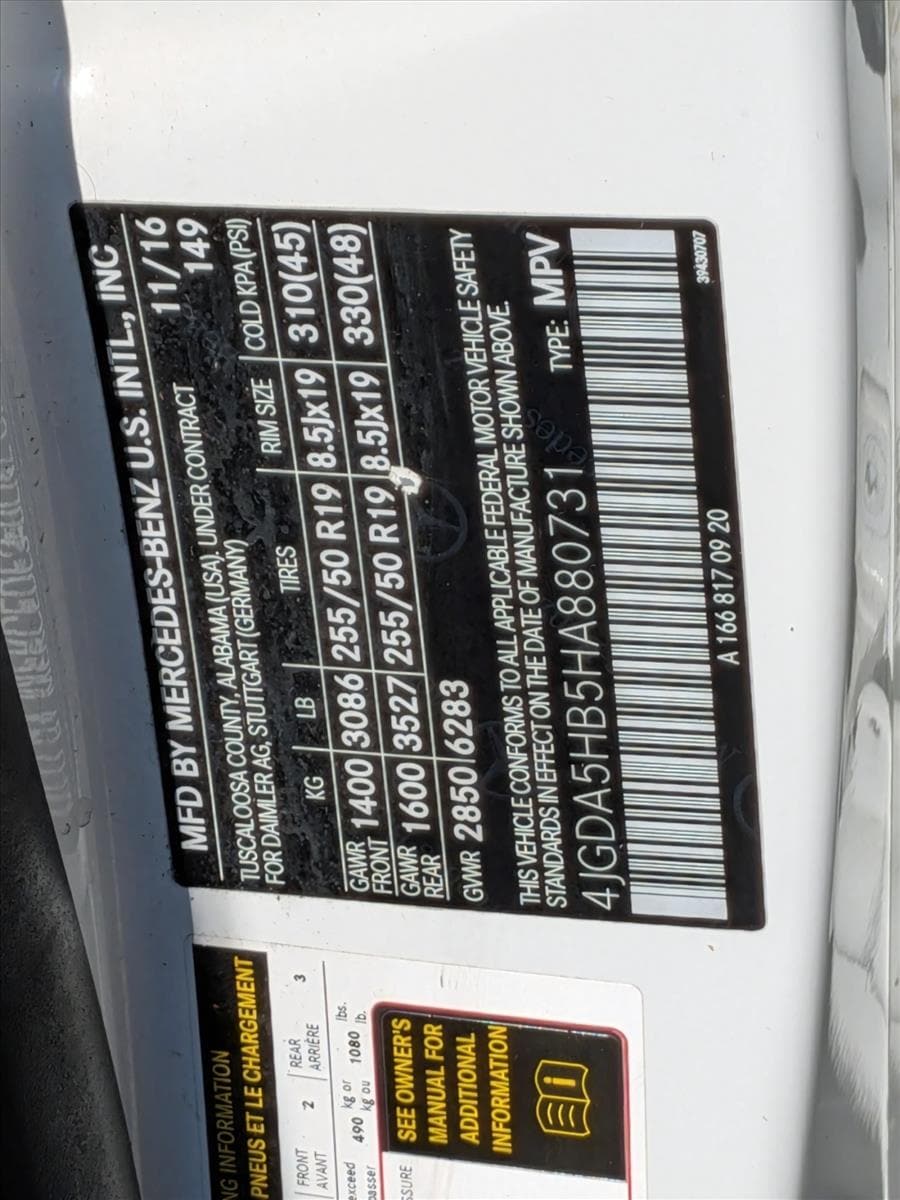 MFD BY MERCEDES-BENZ U.S. INTL., INC
TUSCALOOSA COUNTY, ALABAMA (USA), UNDER CONTRACT 11/16
FOR DAIMLER AG, STUTTGART (GERMANY) 149
KG LB TIRES RIM SIZE COLD KPA (PSI)
GAWR FRONT 1400 3086 255/50 R19 8.5Jx19 310(45)
GAWR REAR 1600 3527 255/50 R19 8.5Jx19 330(48)
GVWR 2850 6283
THIS VEHICLE CONFORMS TO ALL APPLICABLE FEDERAL MOTOR VEHICLE SAFETY
STANDARDS IN EFFECT ON THE DATE OF MANUFACTURE SHOWN ABOVE.
4JGDA5HB5HA880731 TYPE: MPV
A 166 817 09 20 39430707
INFORMATION
PNEUS ET LE CHARGEMENT
FRONT 2 REAR 3
AVANT ARRIÈRE
490 kg or 1080 lbs.
kg ou lb.
SEE OWNER'S
MANUAL FOR
ADDITIONAL
INFORMATION